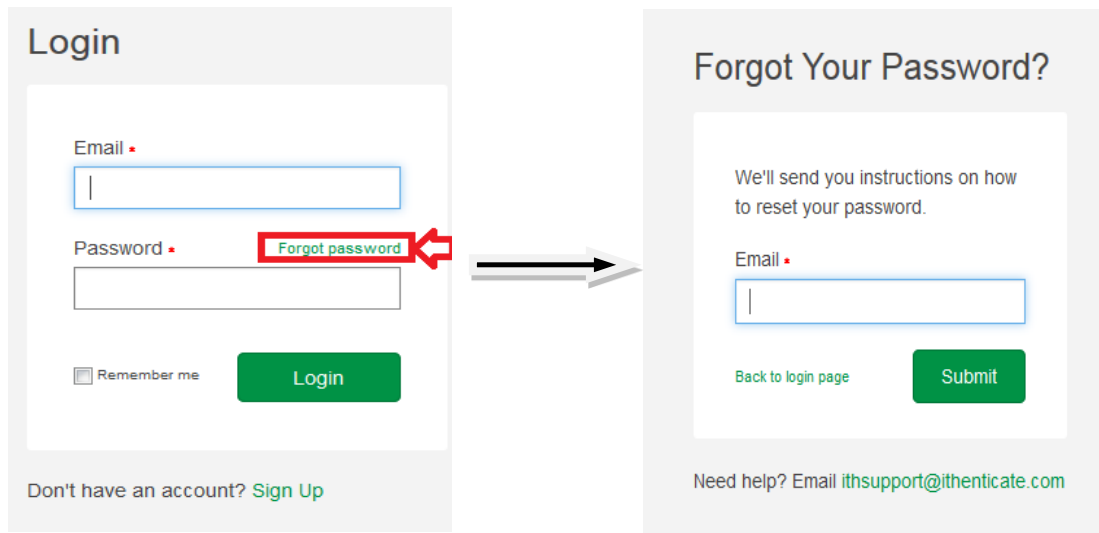 Login
Email *
Password *
Forgot password
Remember me
Login
Don't have an account? Sign Up
Forgot Your Password?
We'll send you instructions on how
to reset your password.
Email *
Back to login page
Submit
Need help? Email ithsupport@ithenticate.com